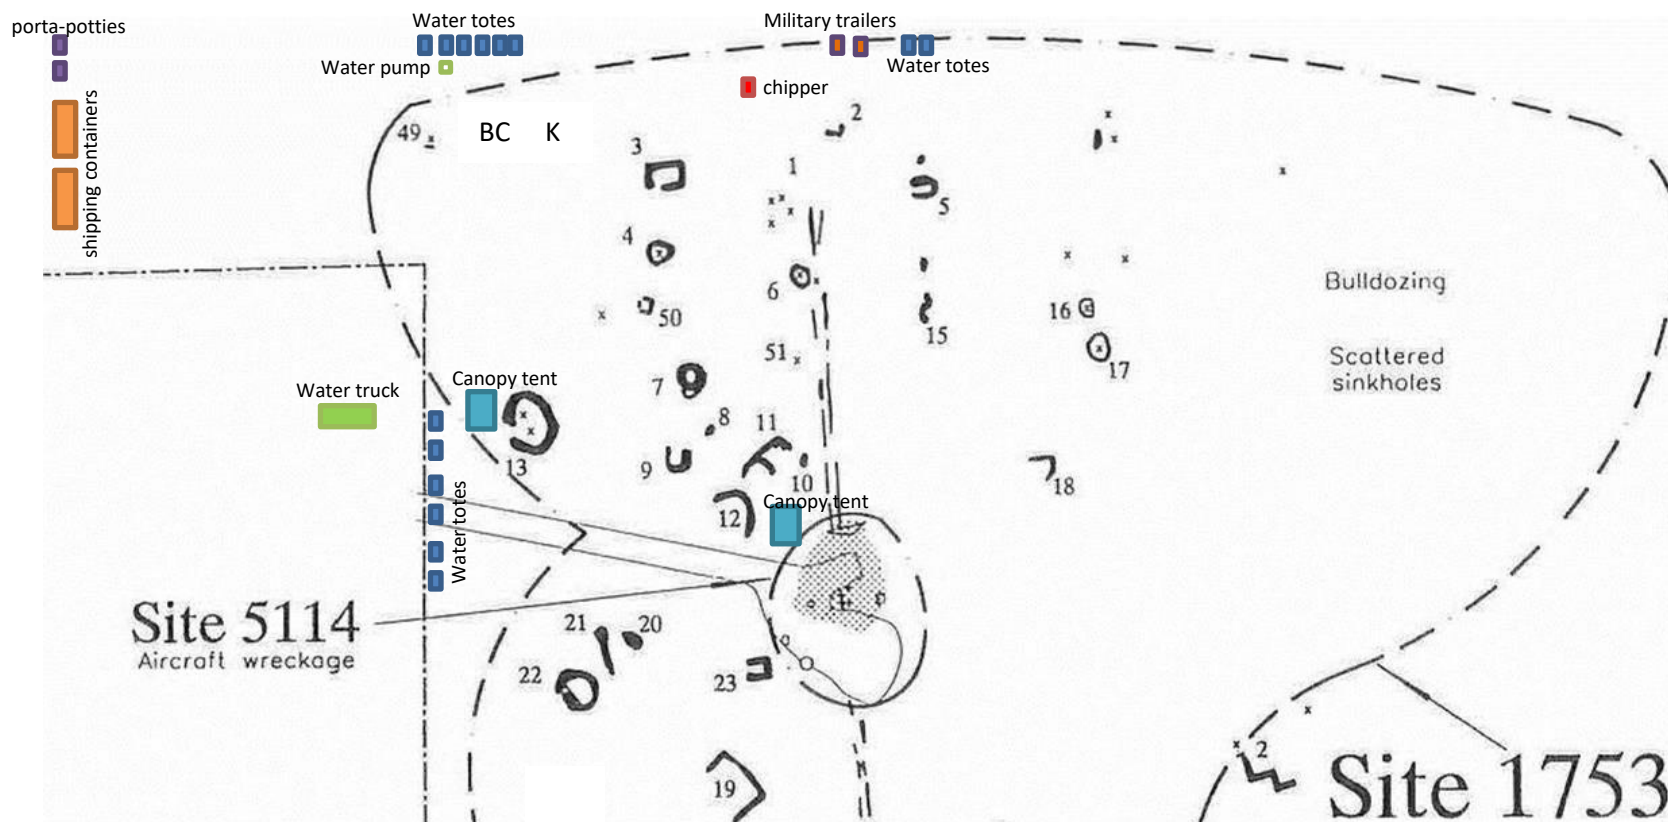 porta-potties
Water totes
Military trailers
Water pump
Water totes
chipper
shipping containers
49
BC K
2
3
1
5
4
6
50
15
16
17
51
Bulldozing
Scattered
sinkholes
Water truck
Canopy tent
7
8
11
13
9
10
18
12
Canopy tent
Water totes
Site 5114
Aircraft wreckage
21
20
22
23
19
2
Site 1753